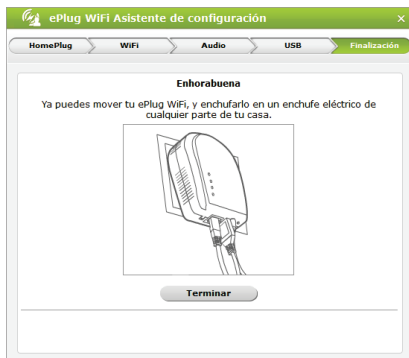 ePlug WiFi Asistente de configuración
HomePlug
WiFi
Audio
USB
Finalización
Enhorabuena
Ya puedes mover tu ePlug WiFi, y enchufarlo en un enchufe eléctrico de
cualquier parte de tu casa.
Terminar